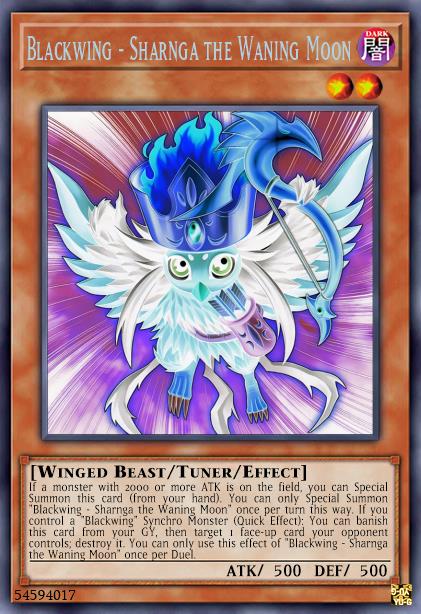 Blackwing - Sharnga the Waning Moon
DARK
闇
[Winged Beast/Tuner/Effect]
If a monster with 2000 or more ATK is on the field, you can Special
Summon this card (from your hand). You can only Special Summon
"Blackwing - Sharnga the Waning Moon" once per turn this way. If you
control a "Blackwing" Synchro Monster (Quick Effect): You can banish
this card from your GY, then target 1 face-up card your opponent
controls; destroy it. You can only use this effect of "Blackwing - Sharnga
the Waning Moon" once per Duel.
ATK/ 500 DEF/ 500
54594017